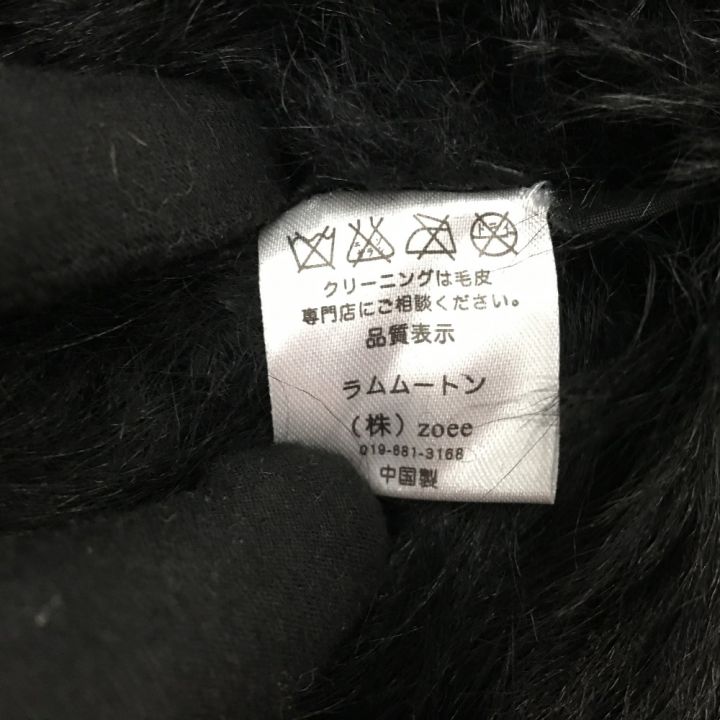 クリーニングは毛皮
専門店にご相談ください。
品質表示
ラムムートン
(株)zoee
019-681-3168
中国製